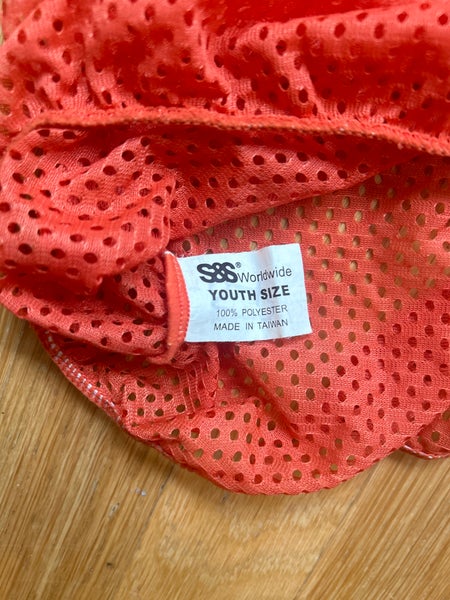 S&S® Worldwide
YOUTH SIZE
100% POLYESTER
MADE IN TAIWAN